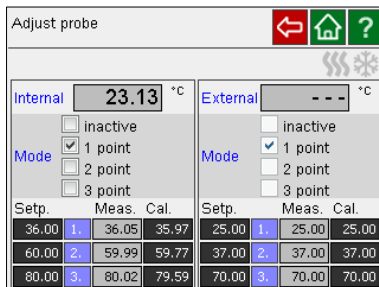 Adjust probe
?
Internal 23.13 °C External --- °C
Mode inactive Mode inactive
1 point 1 point
2 point 2 point
3 point 3 point
Setp. Meas. Cal. Setp. Meas. Cal.
36.00 1. 36.05 35.97 25.00 1. 25.00 25.00
60.00 2. 59.99 59.77 37.00 2. 37.00 37.00
80.00 3. 80.02 79.59 70.00 3. 70.00 70.00